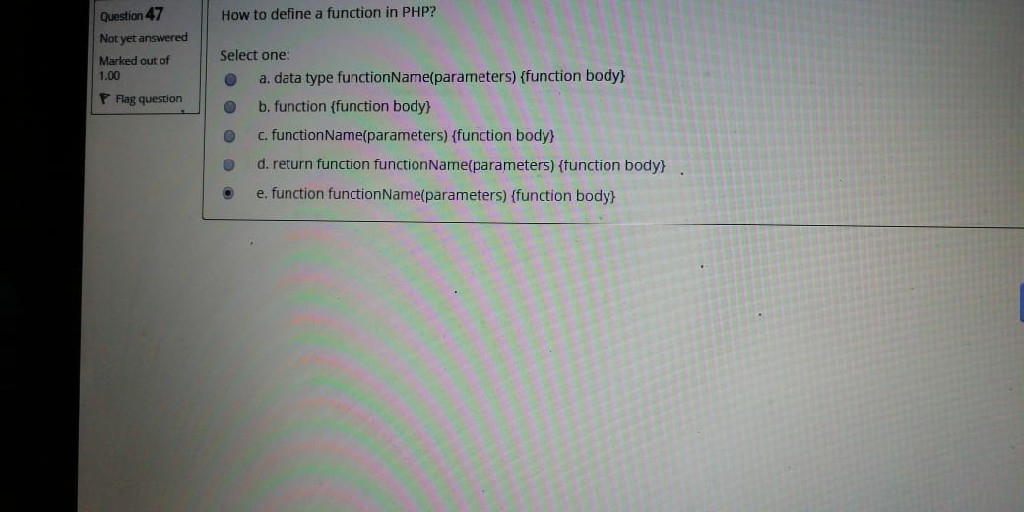 Question 47
Not yet answered
Marked out of
1.00
Flag question
How to define a function in PHP?
Select one:
a. data type functionName(parameters) {function body}
b. function {function body}
c. functionName(parameters) {function body}
d. return function functionName(parameters) {function body}
e. function functionName(parameters) {function body}